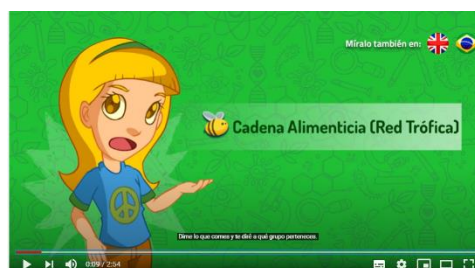 Míralo también en:
Cadena Alimenticia (Red Trófica)
Dime lo que comes y te diré a qué grupo perteneces.
0:09 / 2:54